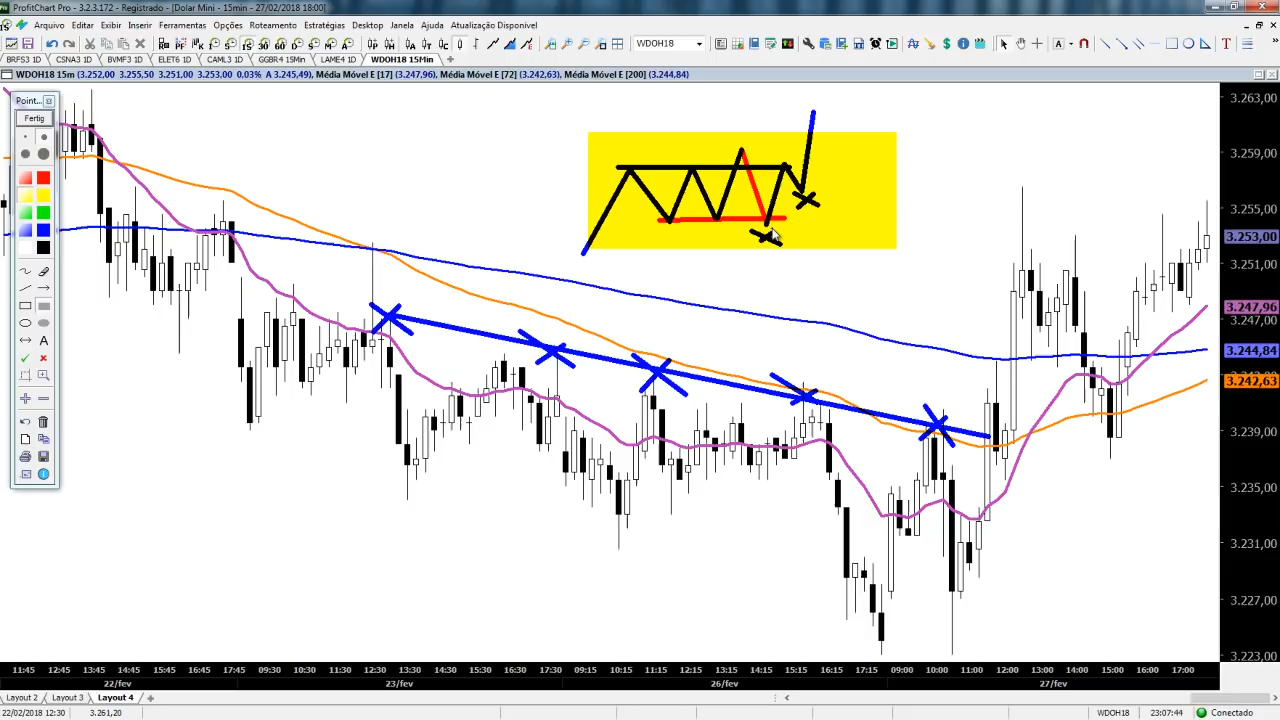 ProfitChart Pro - 3.2.3.172 - Registrado - [Dolar Mini - 15min - 27/02/2018 18:00]
Arquivo Editar Exibir Inserir Ferramentas Opções Roteamento Estratégias Desktop Janela Ajuda Atualização Disponível
WDOH18
BRFS3 1D CSNA3 1D BVMF3 1D ELET6 1D CAML3 1D GGBR4 15Min LAME4 1D WDOH18 15Min
WDOH18 15m (3.252,00, 3.255,50, 3.251,00, 3.253,00, 0,03% A 3.245,49), Média Móvel E [17] (3.247,96), Média Móvel E [72] (3.242,63), Média Móvel E [200] (3.244,84)
Point...
Fertig
3.263,00
3.259,00
3.255,00
3.253,00
3.251,00
3.247,96
3.247,00
3.244,84
3.242,63
3.239,00
3.235,00
3.231,00
3.227,00
3.223,00
11:45 12:45 13:45 14:45 15:45 16:45 17:45 09:30 10:30 11:30 12:30 13:30 14:30 15:30 16:30 17:30 09:15 10:15 11:15 12:15 13:15 14:15 15:15 16:15 17:15 09:00 10:00 11:00 12:00 13:00 14:00 15:00 16:00 17:00
22/fev 23/fev 26/fev 27/fev
Layout 2 Layout 3 Layout 4
22/02/2018 12:30 3.261,20 WDOH18 23:07:44 Conectado